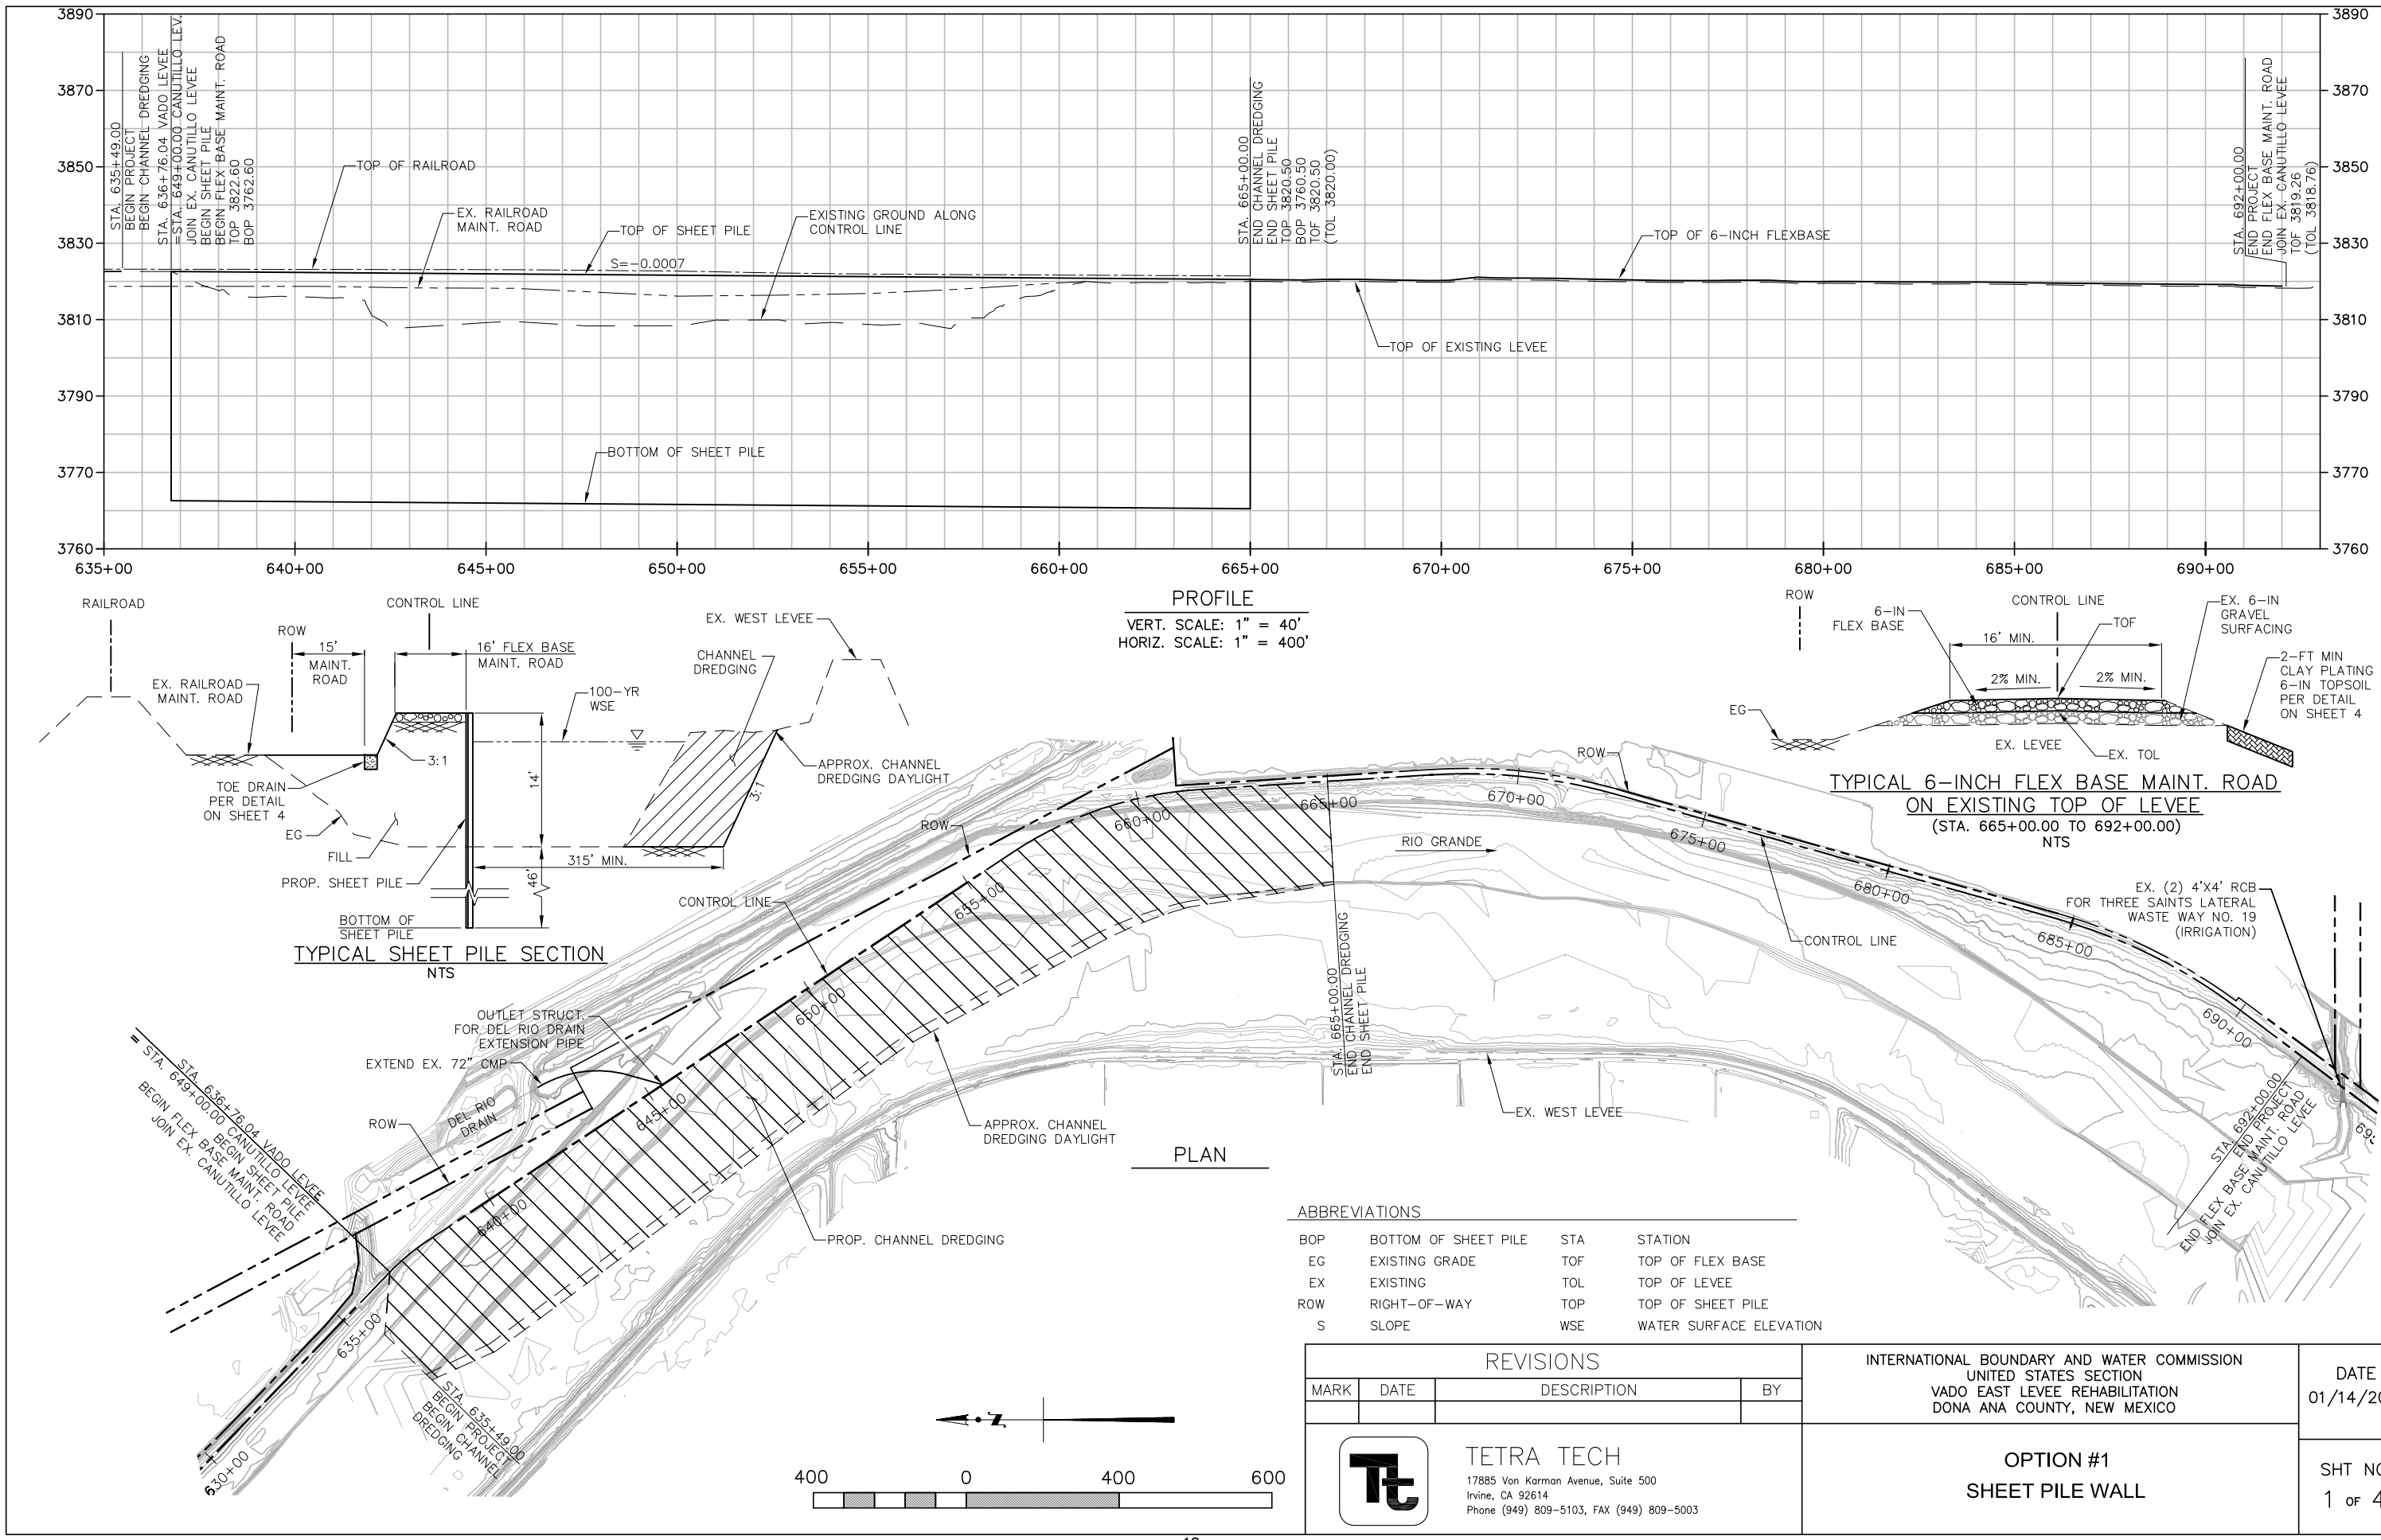 3890
3870
3850
3830
3810
3790
3770
3760
3890
3870
3850
3830
3810
3790
3770
3760
STA. 635+49.00
BEGIN PROJECT
BEGIN CHANNEL DREDGING
STA. 636+76.04 VADO LEVEE
=STA. 649+00.00 CANUTILLO LEV.
JOIN EX. CANUTILLO LEVEE
BEGIN SHEET PILE
BEGIN FLEX BASE MAINT. ROAD
TOP 3822.60
BOP 3762.60
TOP OF RAILROAD
EX. RAILROAD
MAINT. ROAD
TOP OF SHEET PILE
S=-0.0007
EXISTING GROUND ALONG
CONTROL LINE
BOTTOM OF SHEET PILE
STA. 665+00.00
END CHANNEL DREDGING
END SHEET PILE
TOP 3820.50
BOP 3760.50
TOF 3820.50
(TOL 3820.00)
TOP OF EXISTING LEVEE
TOP OF 6-INCH FLEXBASE
STA. 692+00.00
END PROJECT
END FLEX BASE MAINT. ROAD
JOIN EX. CANUTILLO LEVEE
TOF 3819.26
(TOL 3818.76)
635+00
640+00
645+00
650+00
655+00
660+00
665+00
670+00
675+00
680+00
685+00
690+00
PROFILE
VERT. SCALE: 1" = 40'
HORIZ. SCALE: 1" = 400'
RAILROAD
ROW
CONTROL LINE
15'
MAINT.
ROAD
16' FLEX BASE
MAINT. ROAD
EX. RAILROAD
MAINT. ROAD
EX. WEST LEVEE
CHANNEL
DREDGING
100-YR
WSE
3:1
14'
3:1
APPROX. CHANNEL
DREDGING DAYLIGHT
TOE DRAIN
PER DETAIL
ON SHEET 4
EG
FILL
PROP. SHEET PILE
315' MIN.
46'
BOTTOM OF
SHEET PILE
TYPICAL SHEET PILE SECTION
NTS
ROW
6-IN
FLEX BASE
CONTROL LINE
TOF
EX. 6-IN
GRAVEL
SURFACING
16' MIN.
2% MIN.
2% MIN.
2-FT MIN
CLAY PLATING
6-IN TOPSOIL
PER DETAIL
ON SHEET 4
EG
EX. LEVEE
EX. TOL
TYPICAL 6-INCH FLEX BASE MAINT. ROAD
ON EXISTING TOP OF LEVEE
(STA. 665+00.00 TO 692+00.00)
NTS
ROW
ROW
RIO GRANDE
CONTROL LINE
CONTROL LINE
EX. (2) 4'X4' RCB
FOR THREE SAINTS LATERAL
WASTE WAY NO. 19
(IRRIGATION)
OUTLET STRUCT.
FOR DEL RIO DRAIN
EXTENSION PIPE
EXTEND EX. 72" CMP
DEL RIO
DRAIN
ROW
STA. 636+76.04 VADO LEVEE
= STA. 649+00.00 CANUTILLO LEVEE
BEGIN SHEET PILE
BEGIN FLEX BASE MAINT. ROAD
JOIN EX. CANUTILLO LEVEE
630+00
635+00
640+00
645+00
650+00
655+00
660+00
665+00
670+00
675+00
680+00
685+00
690+00
STA. 665+00.00
END CHANNEL DREDGING
END SHEET PILE
APPROX. CHANNEL
DREDGING DAYLIGHT
PROP. CHANNEL DREDGING
EX. WEST LEVEE
PLAN
STA. 692+00.00
END PROJECT
END FLEX BASE MAINT. ROAD
JOIN EX. CANUTILLO LEVEE
STA. 635+49.00
BEGIN PROJECT
BEGIN CHANNEL
DREDGING
N
400 0 400 600
ABBREVIATIONS
BOP BOTTOM OF SHEET PILE STA STATION
EG EXISTING GRADE TOF TOP OF FLEX BASE
EX EXISTING TOL TOP OF LEVEE
ROW RIGHT-OF-WAY TOP TOP OF SHEET PILE
S SLOPE WSE WATER SURFACE ELEVATION
REVISIONS
MARK DATE DESCRIPTION BY
INTERNATIONAL BOUNDARY AND WATER COMMISSION
UNITED STATES SECTION
VADO EAST LEVEE REHABILITATION
DONA ANA COUNTY, NEW MEXICO
DATE
01/14/20
Tt
TETRA TECH
17885 Von Karman Avenue, Suite 500
Irvine, CA 92614
Phone (949) 809-5103, FAX (949) 809-5003
OPTION #1
SHEET PILE WALL
SHT NO
1 OF 4